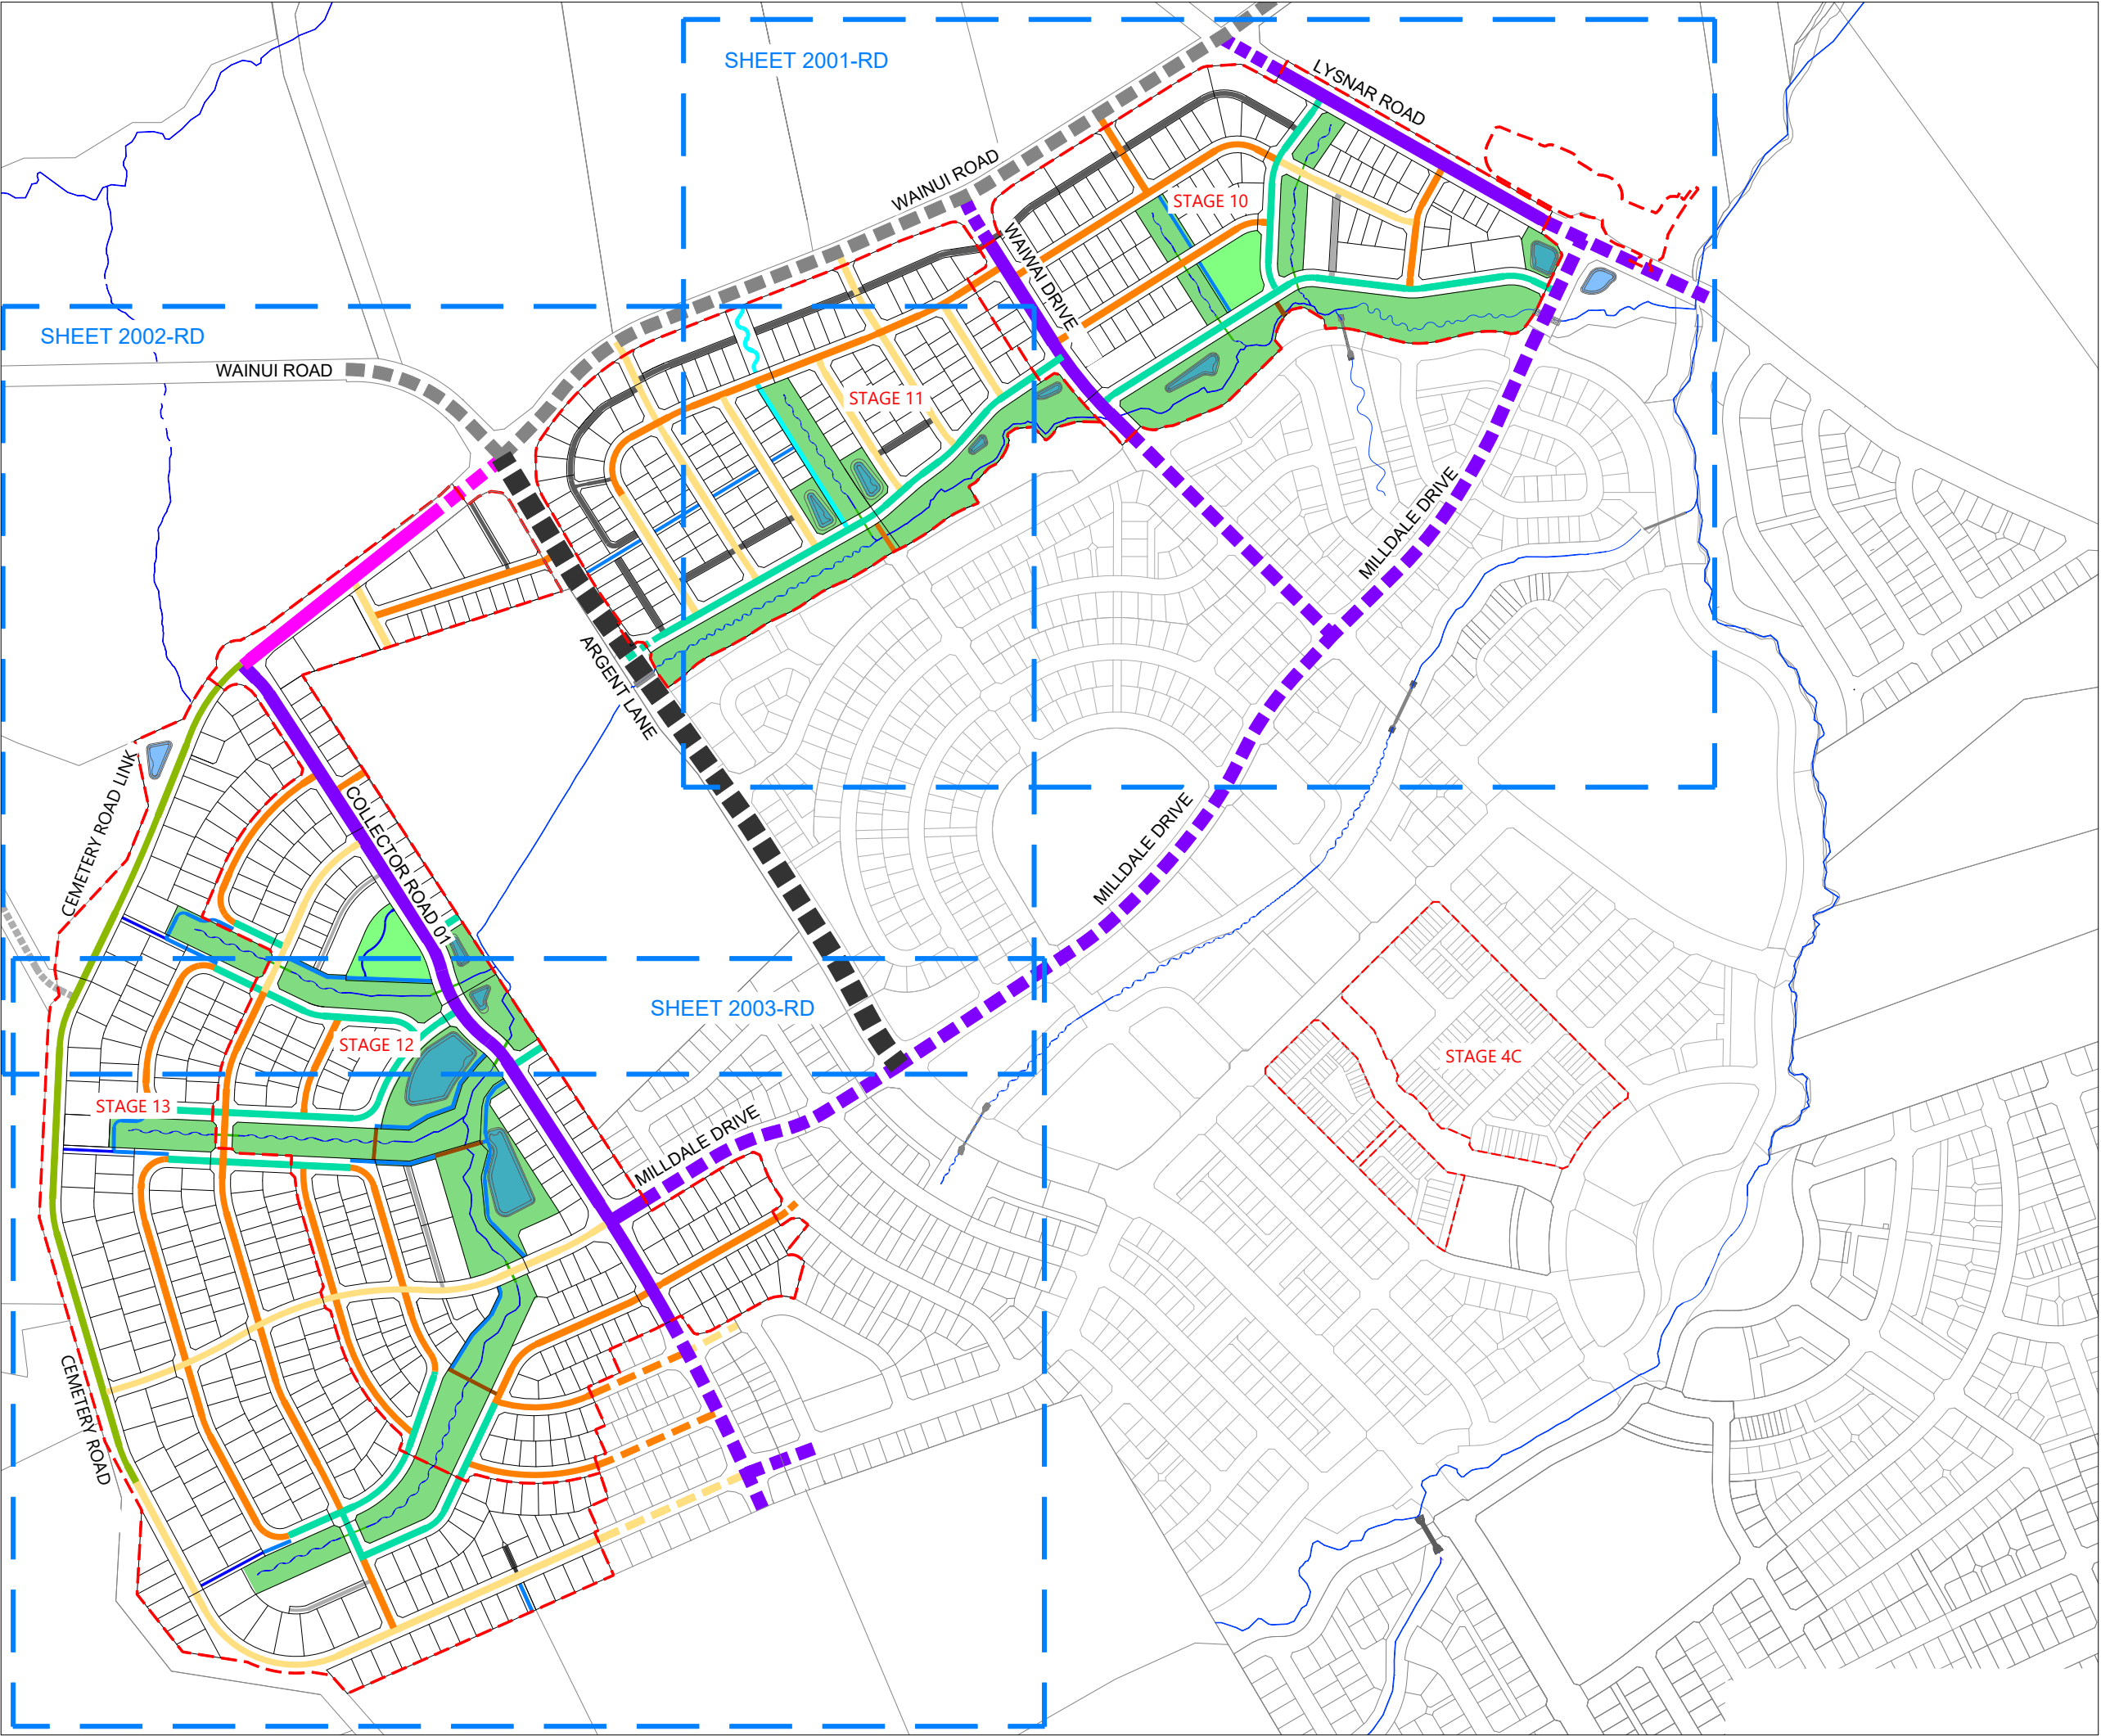 SHEET 2001-RD
LYSNAR ROAD
WAINUI ROAD
STAGE 10
WAIWAI DRIVE
SHEET 2002-RD
WAINUI ROAD
STAGE 11
MILLDALE DRIVE
ARGENT LANE
CEMETERY ROAD LINK
COLLECTOR ROAD 01
MILLDALE DRIVE
SHEET 2003-RD
STAGE 12
STAGE 4C
STAGE 13
MILLDALE DRIVE
CEMETERY ROAD